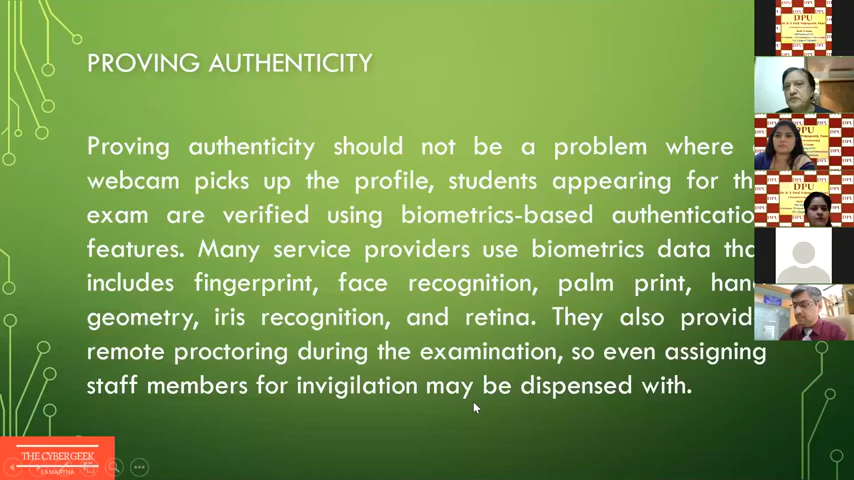 PROVING AUTHENTICITY
Proving authenticity should not be a problem where
webcam picks up the profile, students appearing for th
exam are verified using biometrics-based authenticatio
features. Many service providers use biometrics data tha
includes fingerprint, face recognition, palm print, han
geometry, iris recognition, and retina. They also provid
remote proctoring during the examination, so even assigning
staff members for invigilation may be dispensed with.
THE CYBERGEEK
DPU
DPU
DPU